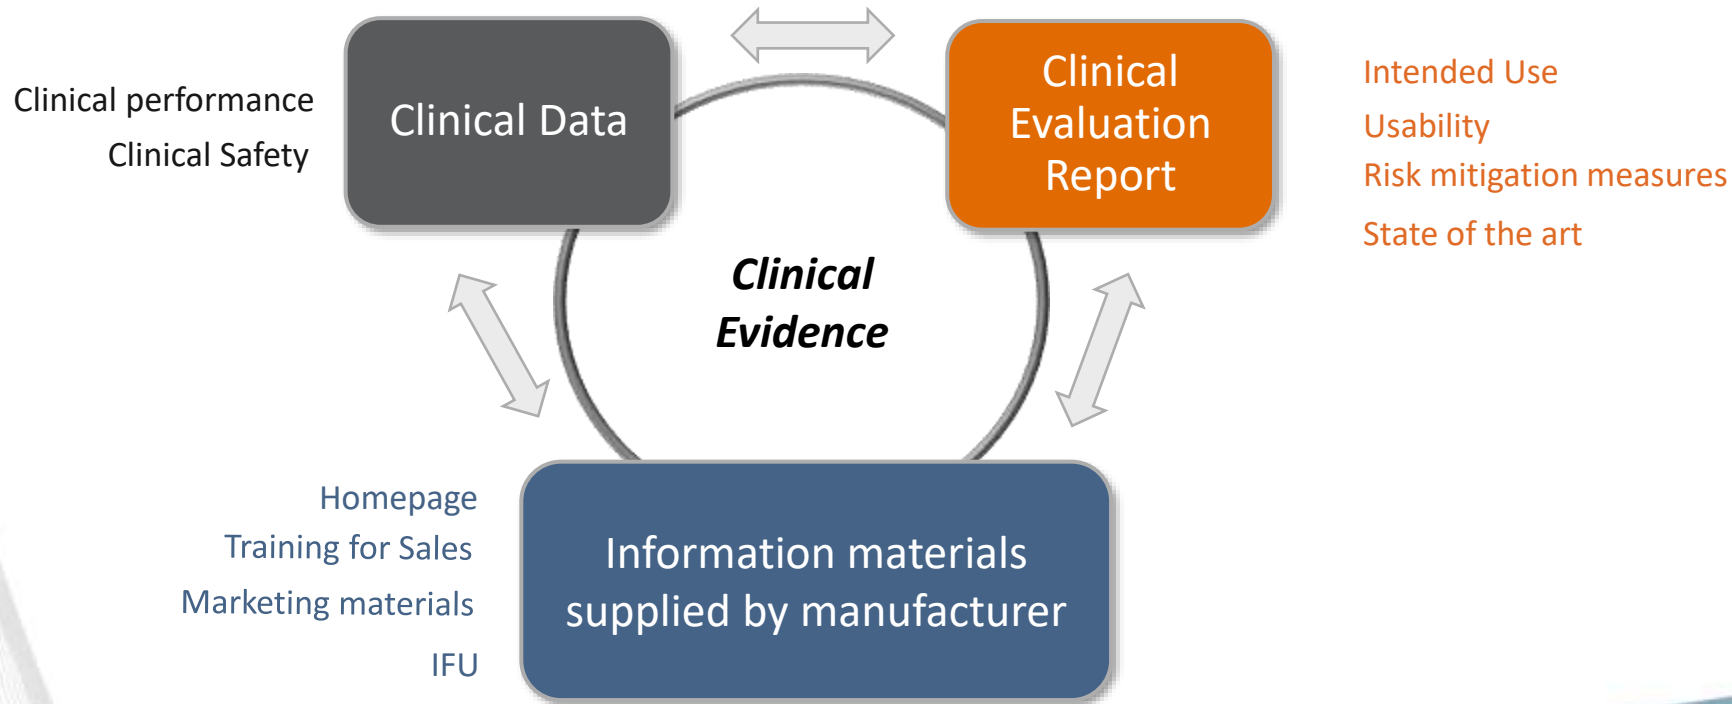 Clinical performance
Clinical Safety
Clinical Data
Clinical
Evaluation
Report
Intended Use
Usability
Risk mitigation measures
State of the art
Clinical
Evidence
Homepage
Training for Sales
Marketing materials
IFU
Information materials
supplied by manufacturer